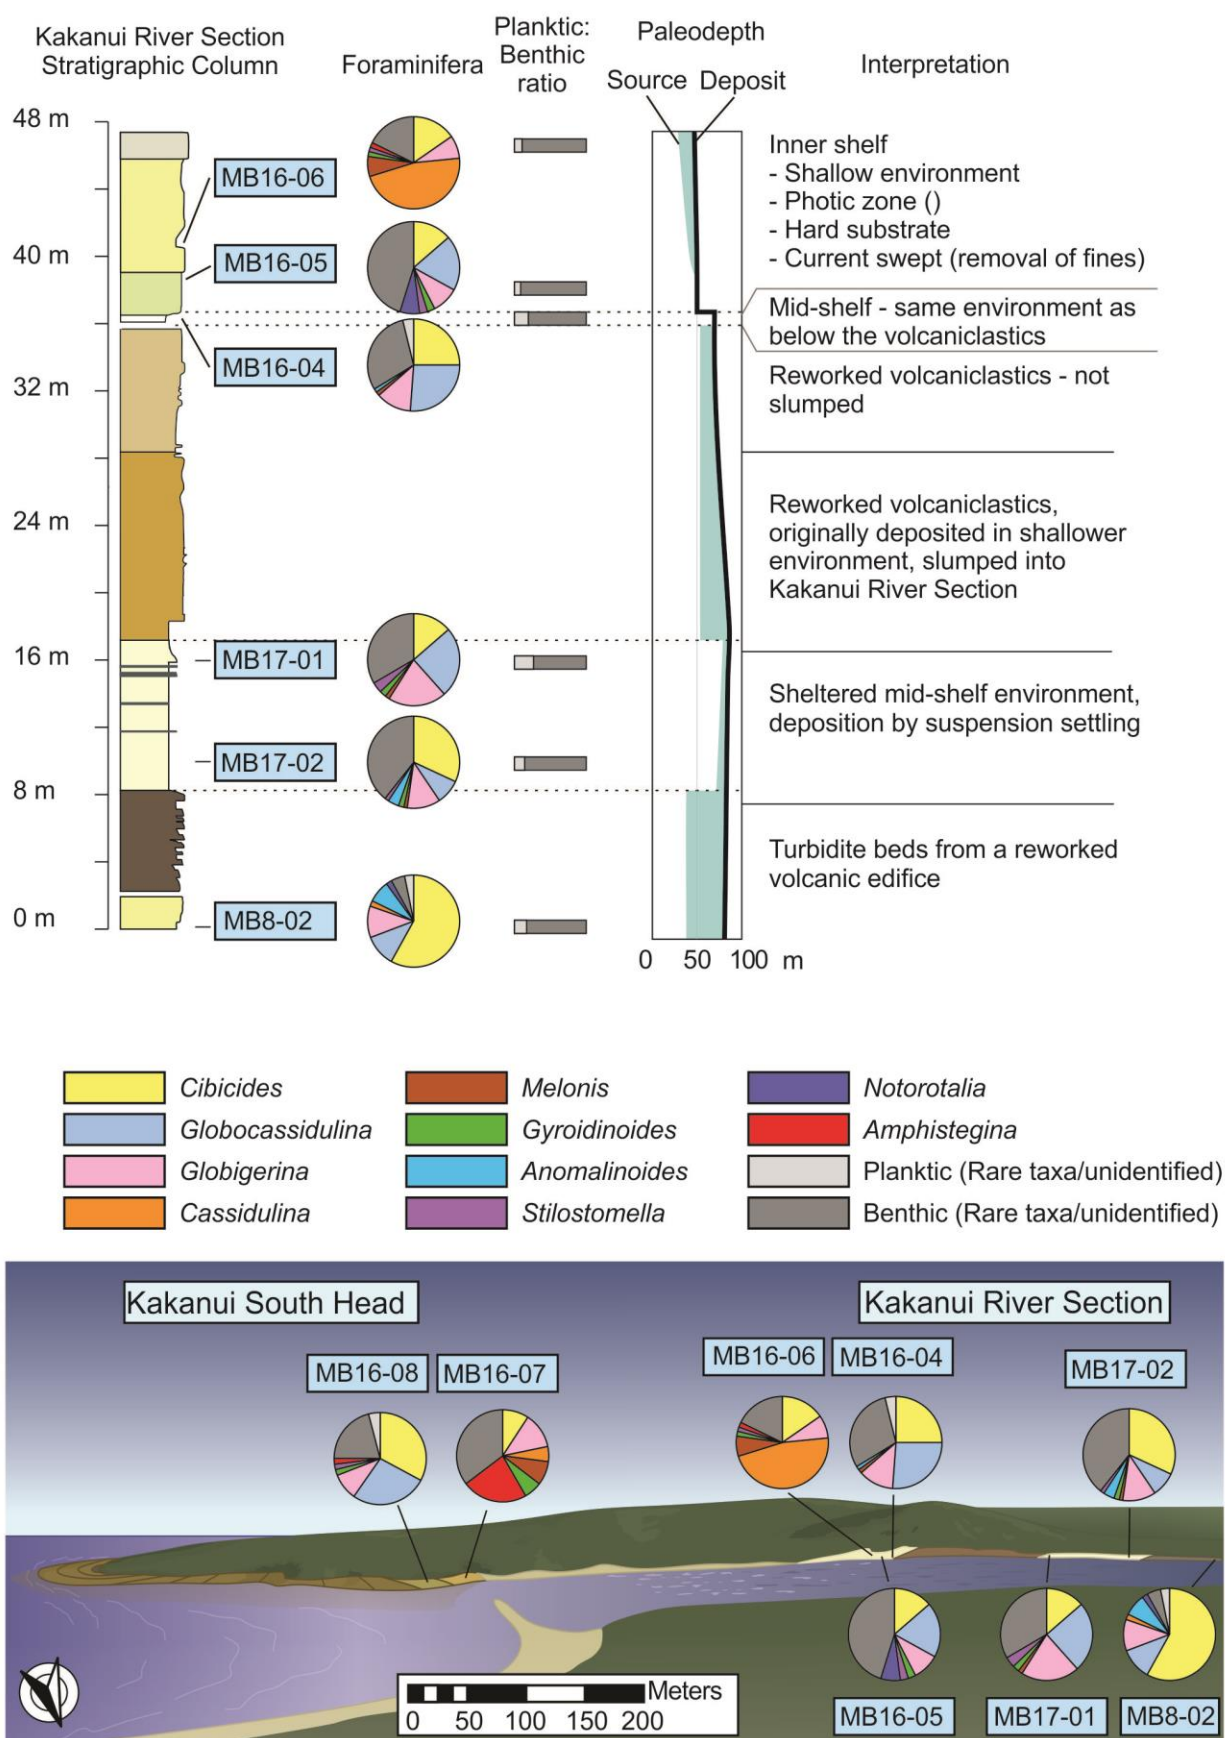 Kakanui River Section
Stratigraphic Column
Foraminifera
Planktic:
Benthic
ratio
Paleodepth
Source
Deposit
Interpretation
48 m
40 m
32 m
24 m
16 m
8 m
0 m
MB16-06
MB16-05
MB16-04
MB17-01
MB17-02
MB8-02
0 50 100 m
Inner shelf
- Shallow environment
- Photic zone ()
- Hard substrate
- Current swept (removal of fines)
Mid-shelf - same environment as
below the volcaniclastics
Reworked volcaniclastics - not
slumped
Reworked volcaniclastics,
originally deposited in shallower
environment, slumped into
Kakanui River Section
Sheltered mid-shelf environment,
deposition by suspension settling
Turbidite beds from a reworked
volcanic edifice
Cibicides
Globocassidulina
Globigerina
Cassidulina
Melonis
Gyroidinoides
Anomalinoides
Stilostomella
Notorotalia
Amphistegina
Planktic (Rare taxa/unidentified)
Benthic (Rare taxa/unidentified)
Kakanui South Head
Kakanui River Section
MB16-08
MB16-07
MB16-06
MB16-04
MB17-02
MB16-05
MB17-01
MB8-02
Meters
0 50 100 150 200